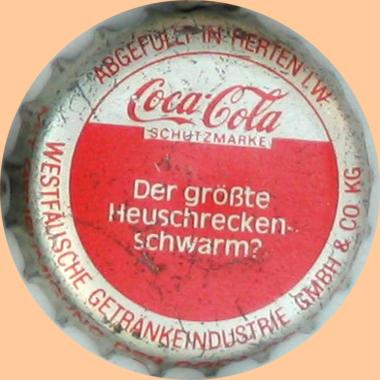 ABGEFÜLLT IN HERTEN I.W.
Coca-Cola
SCHUTZMARKE
Der größte
Heuschrecken-
schwarm?
WESTFÄLISCHE GETRÄNKEINDUSTRIE GMBH & CO KG